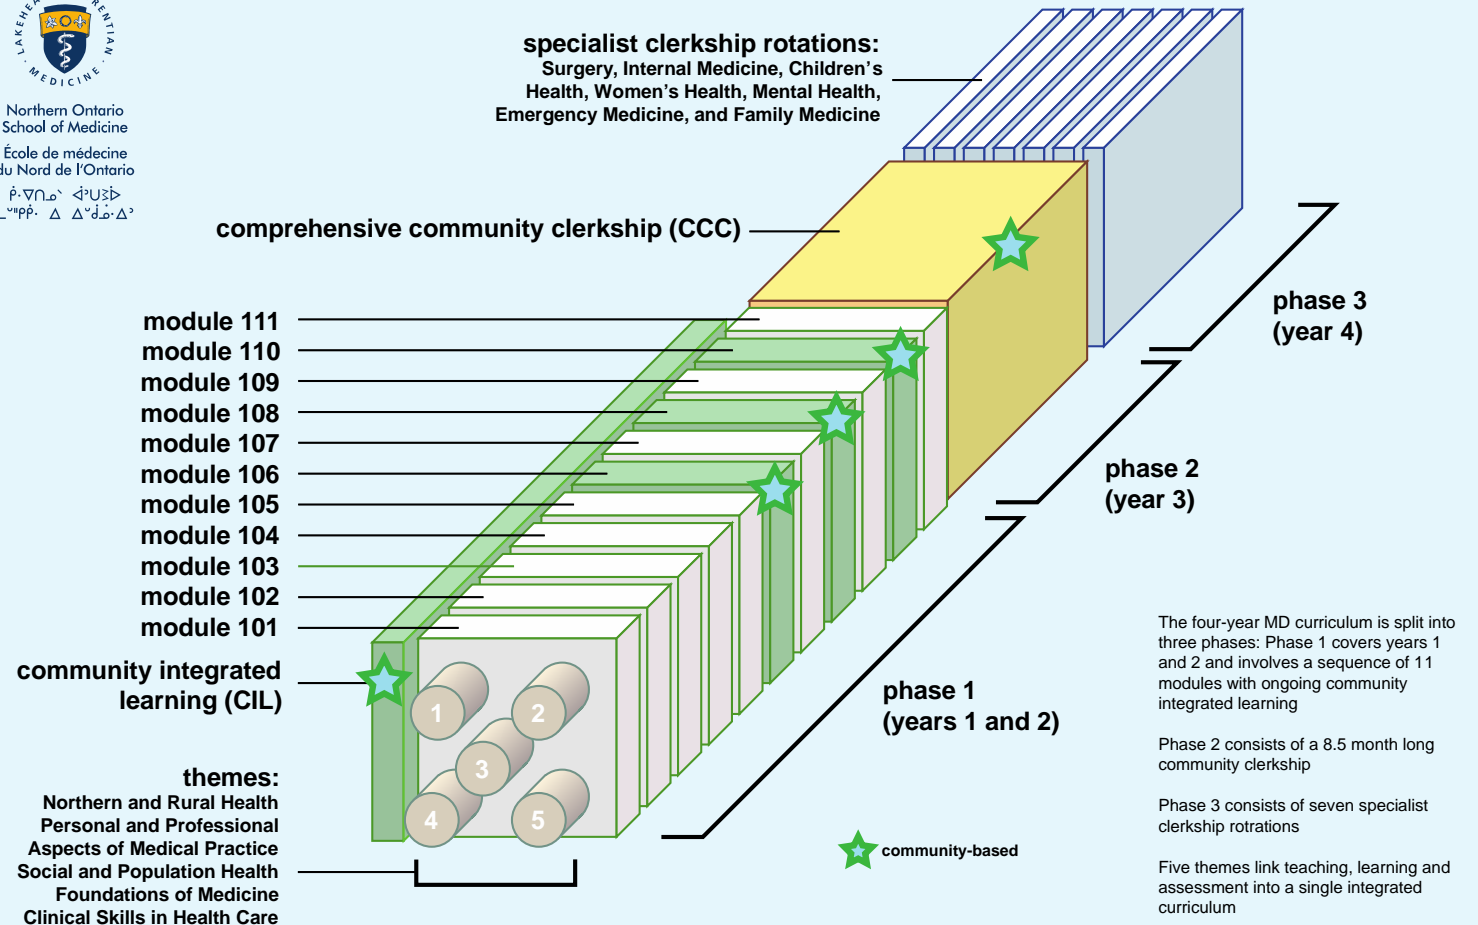 MEDICINE
Northern Ontario
School of Medicine
École de médecine
du Nord de l'Ontario
specialist clerkship rotations:
Surgery, Internal Medicine, Children's
Health, Women's Health, Mental Health,
Emergency Medicine, and Family Medicine
comprehensive community clerkship (CCC)
module 111
module 110
module 109
module 108
module 107
module 106
module 105
module 104
module 103
module 102
module 101
community integrated
learning (CIL)
1
2
3
4
5
themes:
Northern and Rural Health
Personal and Professional
Aspects of Medical Practice
Social and Population Health
Foundations of Medicine
Clinical Skills in Health Care
phase 3
(year 4)
phase 2
(year 3)
phase 1
(years 1 and 2)
community-based
The four-year MD curriculum is split into
three phases: Phase 1 covers years 1
and 2 and involves a sequence of 11
modules with ongoing community
integrated learning
Phase 2 consists of a 8.5 month long
community clerkship
Phase 3 consists of seven specialist
clerkship rotrations
Five themes link teaching, learning and
assessment into a single integrated
curriculum